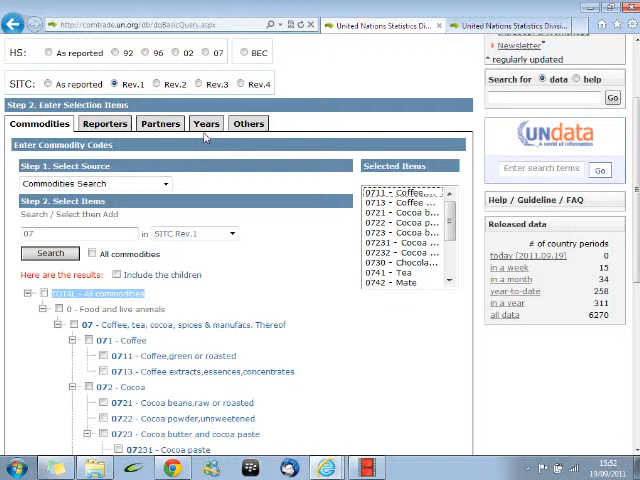 http://comtrade.un.org/db/dqBasicQuery.aspx
United Nations Statistics Divis...
United Nations Statistics Divisi...
HS:
As reported
92
96
02
07
BEC
Newsletter*
* regularly updated
SITC:
As reported
Rev.1
Rev.2
Rev.3
Rev.4
Search for
data
help
Go
Step 2. Enter Selection Items
Commodities
Reporters
Partners
Years
Others
Enter Commodity Codes
Step 1. Select Source
Commodities Search
Step 2. Select Items
Search / Select then Add
07
in
SITC Rev.1
Search
All commodities
Here are the results:
Include the children
TOTAL - All commodities
0 - Food and live animals
07 - Coffee, tea, cocoa, spices & manufacs. Thereof
071 - Coffee
0711 - Coffee,green or roasted
0713 - Coffee extracts,essences,concentrates
072 - Cocoa
0721 - Cocoa beans,raw or roasted
0722 - Cocoa powder,unsweetened
0723 - Cocoa butter and cocoa paste
07231 - Cocoa paste
Selected Items
0711 - Coffee,...
0713 - Coffee ...
0721 - Cocoa b...
0722 - Cocoa p...
07231 - Cocoa ...
07232 - Cocoa ...
0730 - Chocola...
0741 - Tea
0742 - Mate
UNdata
A world of information
Enter search terms
Go
Help / Guideline / FAQ
Released data
# of country
periods
today (2011.09.19)
0
in a week
15
in a month
34
year-to-date
258
in a year
311
all data
6270
15:52
19/09/2011